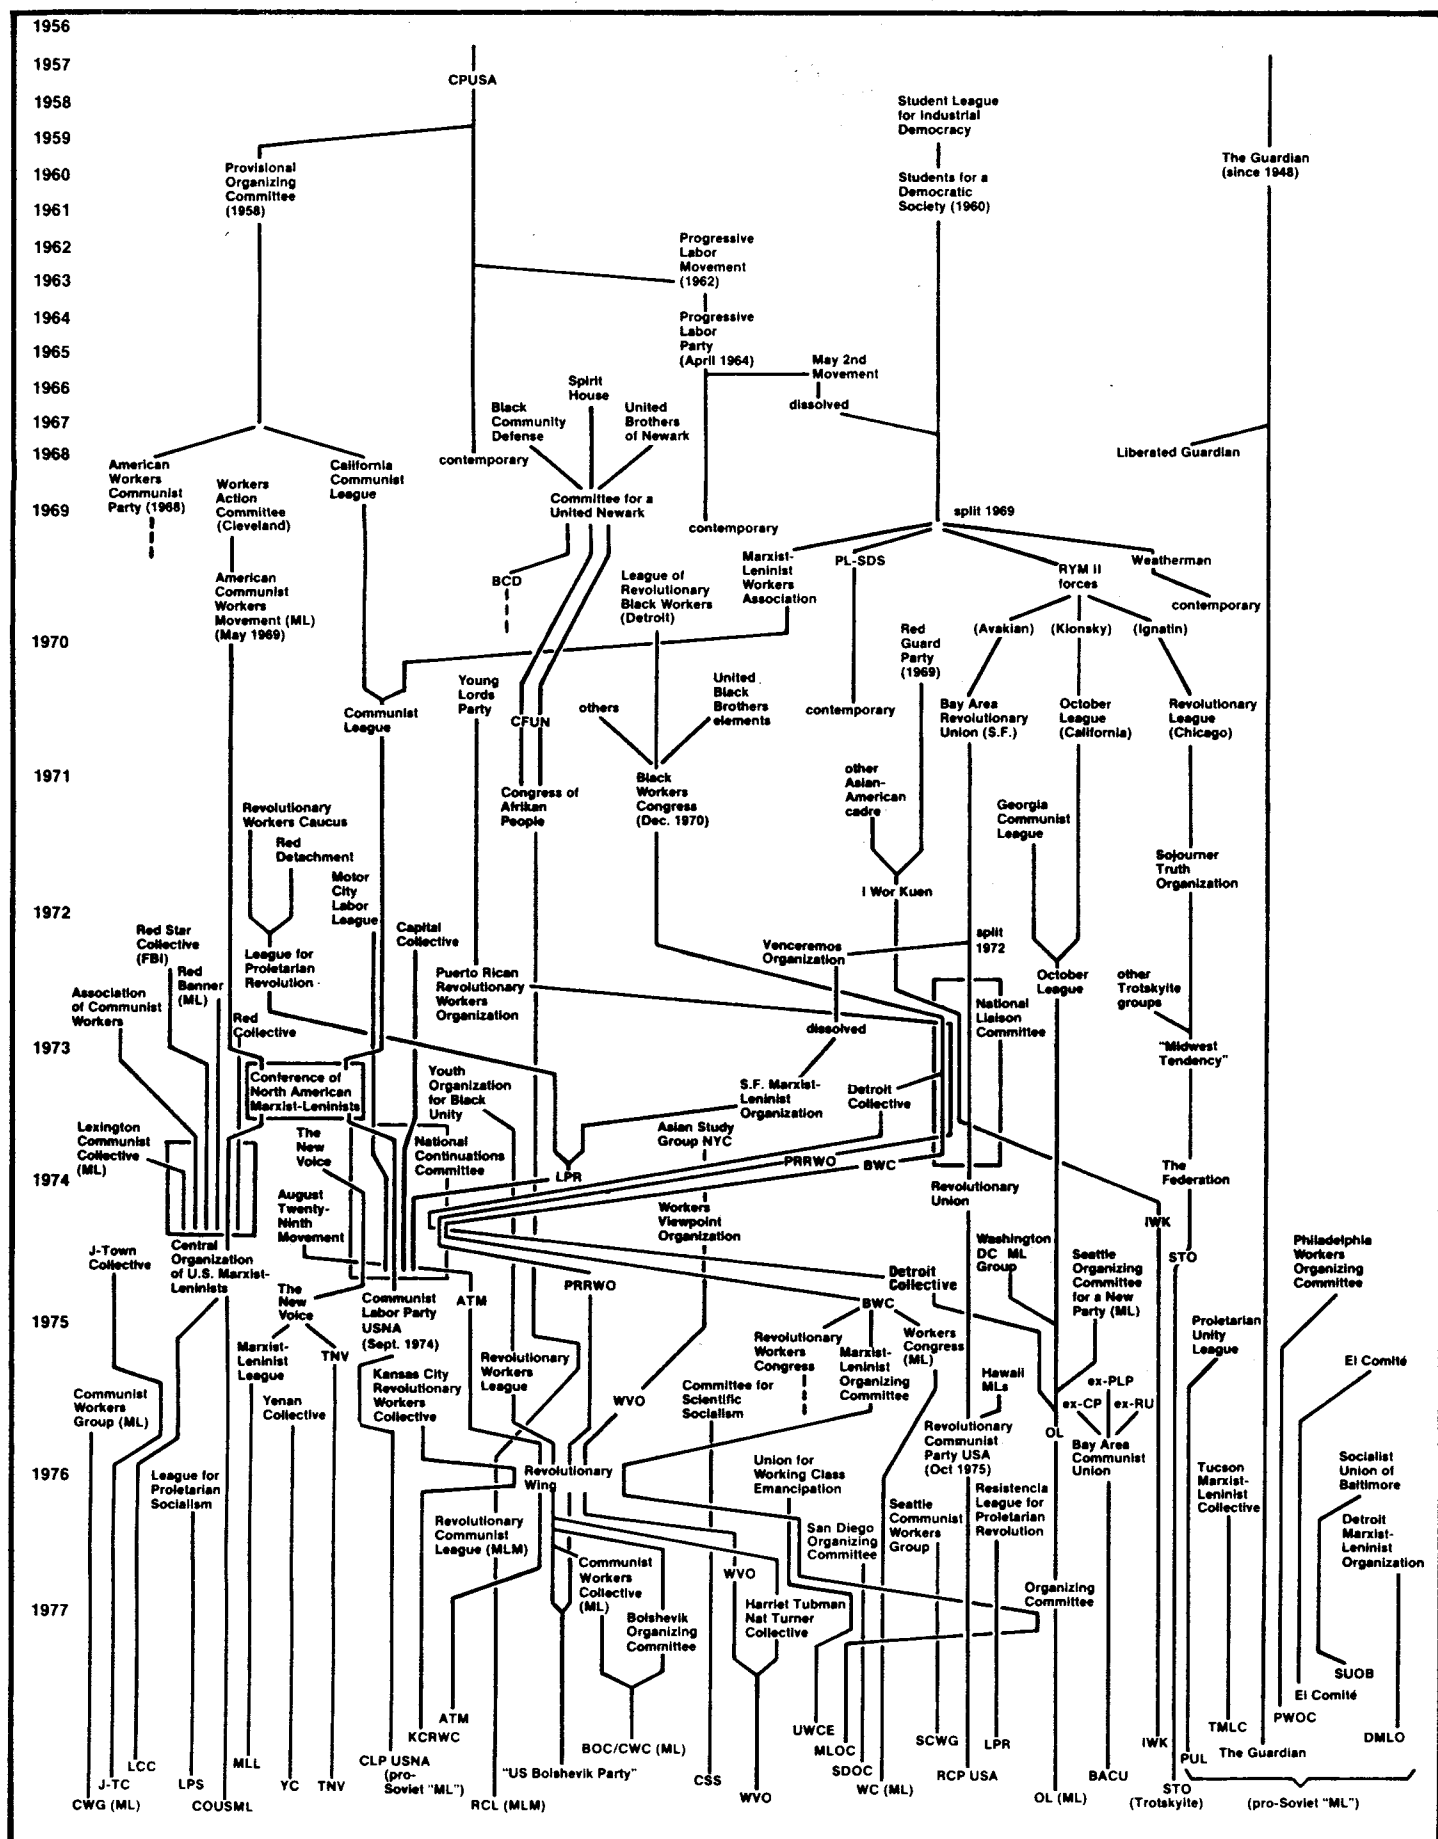 1956
1957
1958
1959
1960
1961
1962
1963
1964
1965
1966
1967
1968
1969
1970
1971
1972
1973
1974
1975
1976
1977
CPUSA
Student League
for Industrial
Democracy
The Guardian
(since 1948)
Provisional
Organizing
Committee
(1958)
Students for a
Democratic
Society (1960)
Progressive
Labor
Movement
(1962)
Progressive
Labor
Party
(April 1964)
May 2nd
Movement
dissolved
Spirit
House
Black
Community
Defense
United
Brothers
of Newark
contemporary
Liberated Guardian
American
Workers
Communist
Party (1968)
Workers
Action
Committee
(Cleveland)
California
Communist
League
Committee for a
United Newark
contemporary
split 1969
Marxist-
Leninist
Workers
Association
PL-SDS
RYM II
forces
Weatherman
contemporary
American
Communist
Workers
Movement (ML)
(May 1969)
BCD
League of
Revolutionary
Black Workers
(Detroit)
Red
Guard
Party
(1969)
(Avakian)
(Klonsky)
(Ignatin)
Young
Lords
Party
United
Black
Brothers
elements
others
CFUN
contemporary
Communist
League
Bay Area
Revolutionary
Union (S.F.)
October
League
(California)
Revolutionary
League
(Chicago)
Congress of
Afrikan
People
Black
Workers
Congress
(Dec. 1970)
other
Asian-
American
cadre
Georgia
Communist
League
Revolutionary
Workers Caucus
Red
Detachment
Motor
City
Labor
League
Sojourner
Truth
Organization
I Wor Kuen
Red Star
Collective
(FBI)
Capital
Collective
Venceremos
Organization
split
1972
League for
Proletarian
Revolution
Red
Banner
(ML)
Puerto Rican
Revolutionary
Workers
Organization
October
League
other
Trotskyite
groups
Association
of Communist
Workers
Red
Collective
National
Liaison
Committee
dissolved
"Midwest
Tendency"
Conference of
North American
Marxist-Leninists
Youth
Organization
for Black
Unity
S.F. Marxist-
Leninist
Organization
Detroit
Collective
Lexington
Communist
Collective
(ML)
The
New
Voice
National
Continuations
Committee
Asian Study
Group NYC
PRRWO
BWC
LPR
The
Federation
Revolutionary
Union
August
Twenty-
Ninth
Movement
Workers
Viewpoint
Organization
IWK
J-Town
Collective
Central
Organization
of U.S. Marxist-
Leninists
Washington
DC ML
Group
Seattle
Organizing
Committee
for a New
Party (ML)
STO
Philadelphia
Workers
Organizing
Committee
Detroit
Collective
PRRWO
The
New
Voice
Communist
Labor Party
USNA
(Sept. 1974)
ATM
BWC
Proletarian
Unity
League
Marxist-
Leninist
League
TNV
Revolutionary
Workers
League
Revolutionary
Workers
Congress
Marxist-
Leninist
Organizing
Committee
Workers
Congress
(ML)
Hawaii
MLs
El Comité
Kansas City
Revolutionary
Workers
Collective
Committee for
Scientific
Socialism
ex-PLP
ex-CP
ex-RU
Communist
Workers
Group (ML)
Yenan
Collective
WVO
Revolutionary
Communist
Party USA
(Oct 1975)
OL
Bay Area
Communist
Union
League for
Proletarian
Socialism
Revolutionary
Wing
Union for
Working Class
Emancipation
Resistencia
League for
Proletarian
Revolution
Tucson
Marxist-
Leninist
Collective
Socialist
Union of
Baltimore
Revolutionary
Communist
League (MLM)
San Diego
Organizing
Committee
Seattle
Communist
Workers
Group
Detroit
Marxist-
Leninist
Organization
Communist
Workers
Collective
(ML)
WVO
Organizing
Committee
Bolshevik
Organizing
Committee
Harriet Tubman
Nat Turner
Collective
SUOB
El Comité
ATM
KCRWC
UWCE
MLOC
SCWG
LPR
IWK
TMLC
PWOC
DMLO
BOC/CWC (ML)
PUL
The Guardian
LCC
MLL
CLP USNA
(pro-
Soviet "ML")
"US Bolshevik Party"
SDOC
RCP USA
BACU
J-TC
LPS
YC
TNV
CSS
WC (ML)
STO
(Trotskyite)
CWG (ML)
COUSML
RCL (MLM)
WVO
OL (ML)
(pro-Soviet "ML")